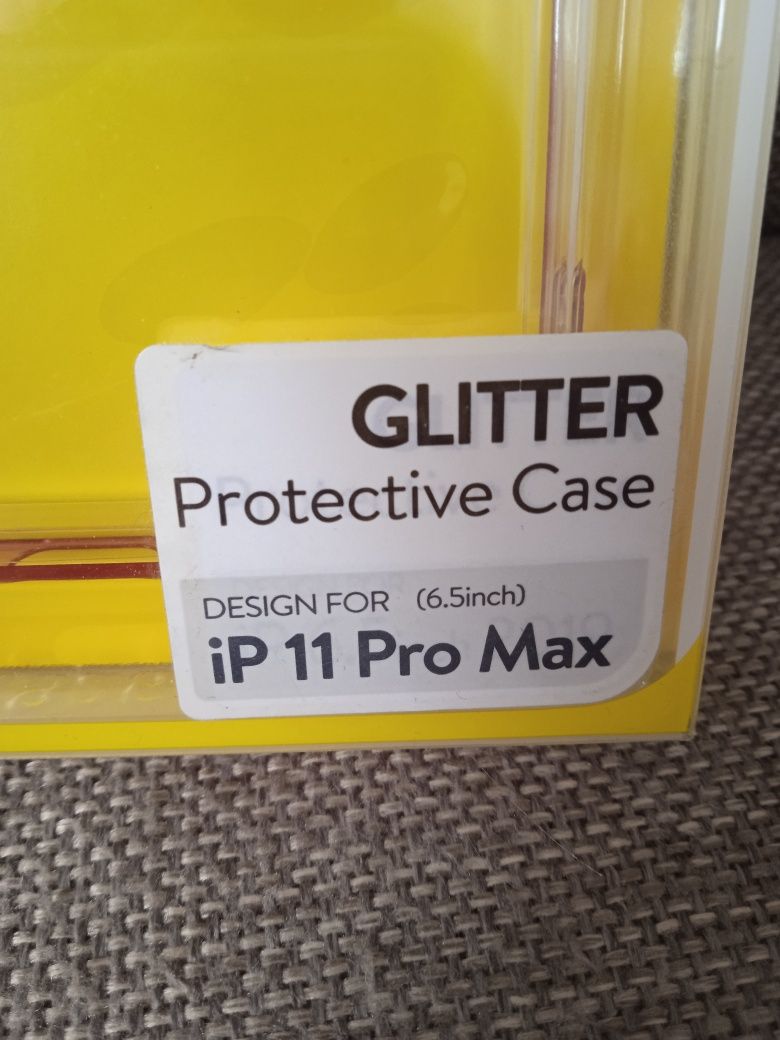 GLITTER
Protective Case
DESIGN FOR (6.5inch)
iP 11 Pro Max